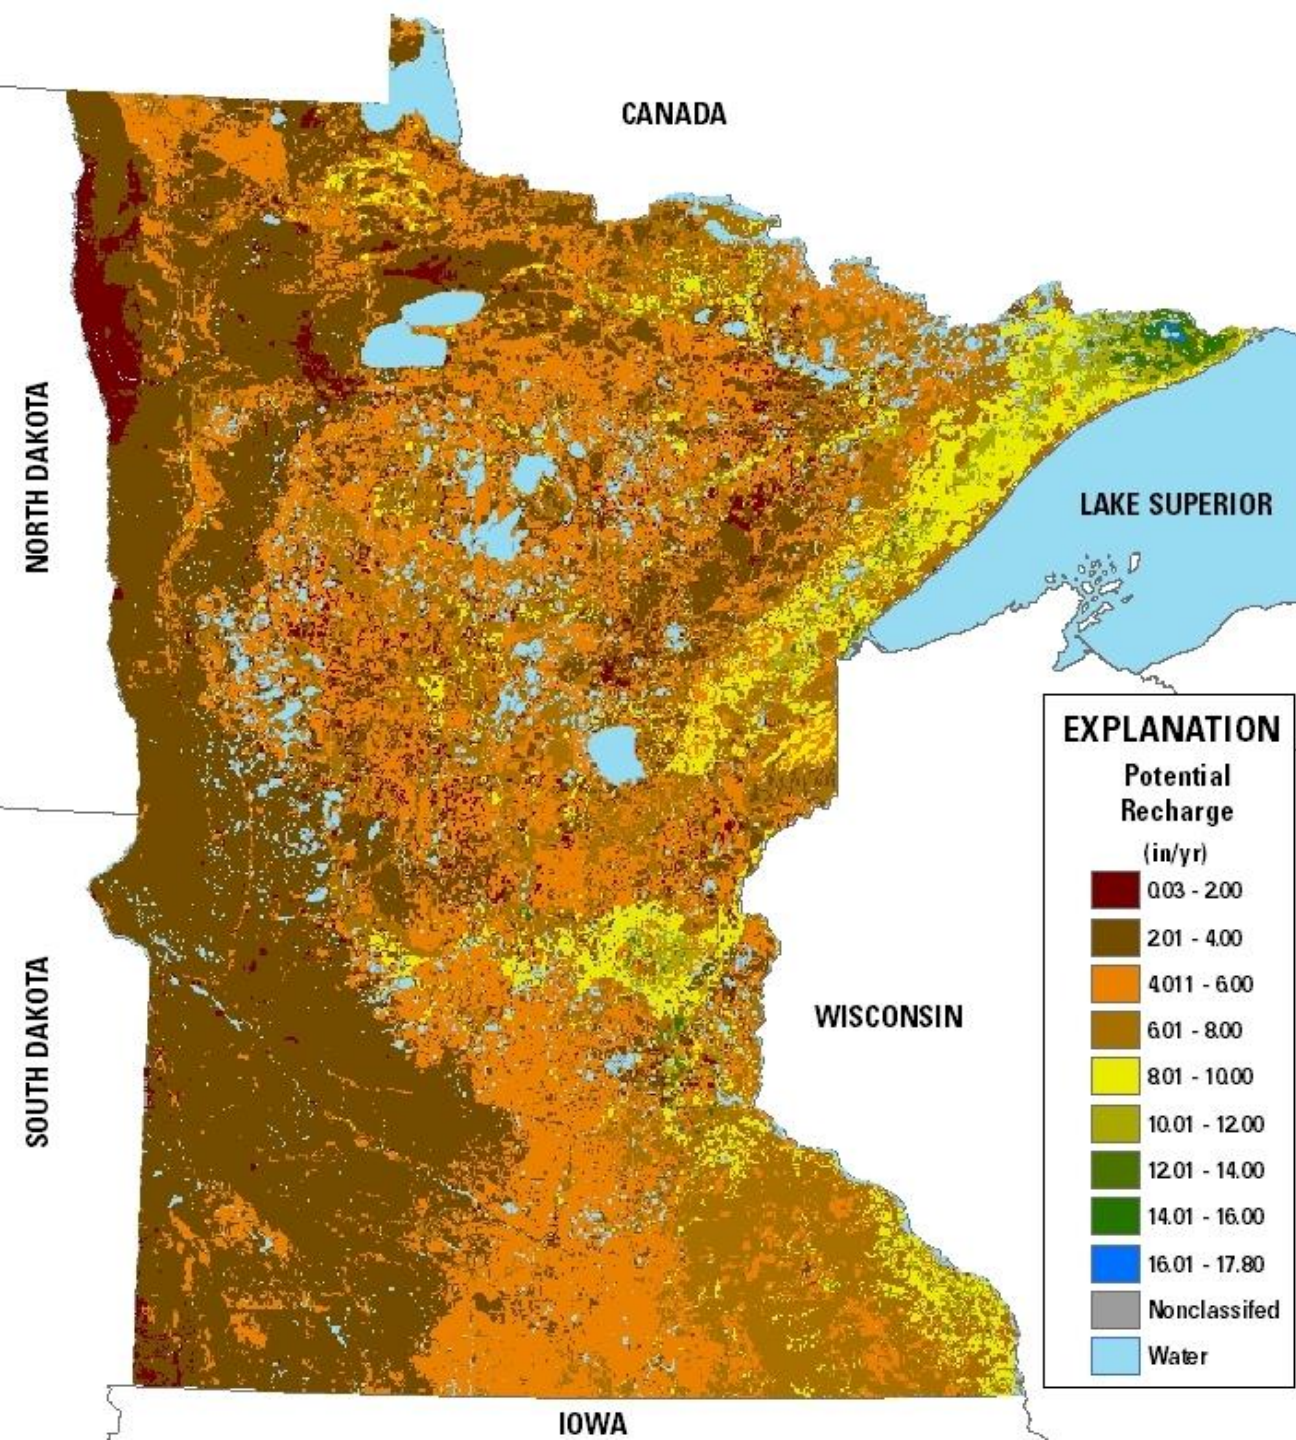 CANADA
NORTH DAKOTA
LAKE SUPERIOR
SOUTH DAKOTA
WISCONSIN
IOWA
EXPLANATION
Potential
Recharge
(in/yr)
0.03 - 2.00
2.01 - 4.00
4.011 - 6.00
6.01 - 8.00
8.01 - 10.00
10.01 - 12.00
12.01 - 14.00
14.01 - 16.00
16.01 - 17.80
Nonclassifed
Water